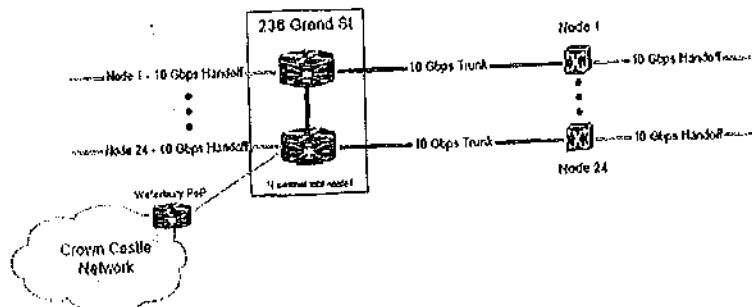 236 Grand St
Node 1
Node 1 - 10 Gbps Handoff
10 Gbps Trunk
10 Gbps Handoff
Node 24 - 10 Gbps Handoff
10 Gbps Trunk
10 Gbps Handoff
Node 24
Waterbury PoP
Crown Castle
Network